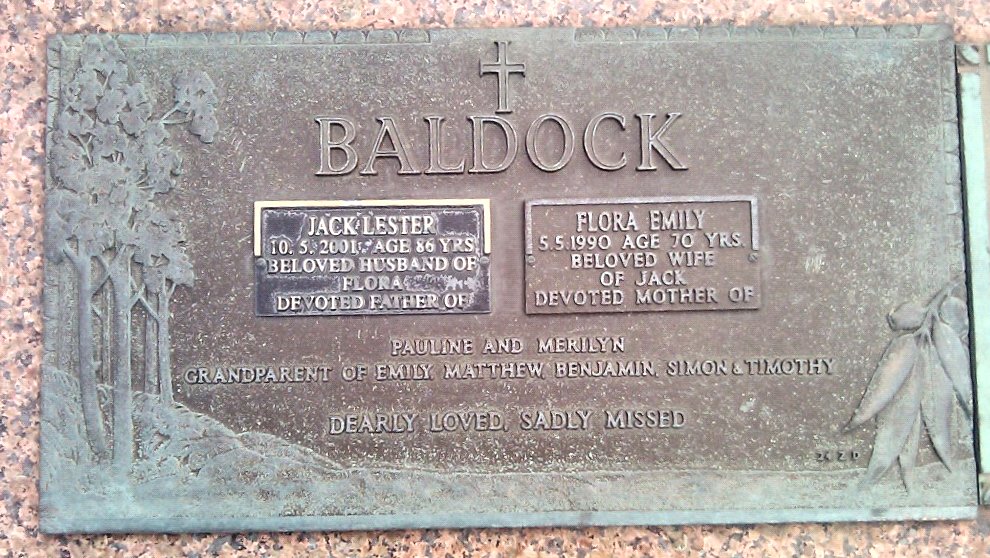 BALDOCK
JACK LESTER
10. 5. 2001. AGE 86 YRS
BELOVED HUSBAND OF
FLORA
DEVOTED FATHER OF
FLORA EMILY
5.5.1990 AGE 70 YRS
BELOVED WIFE
OF JACK
DEVOTED MOTHER OF
PAULINE AND MERILYN
GRANDPARENT OF EMILY, MATTHEW, BENJAMIN, SIMON & TIMOTHY
DEARLY LOVED, SADLY MISSED